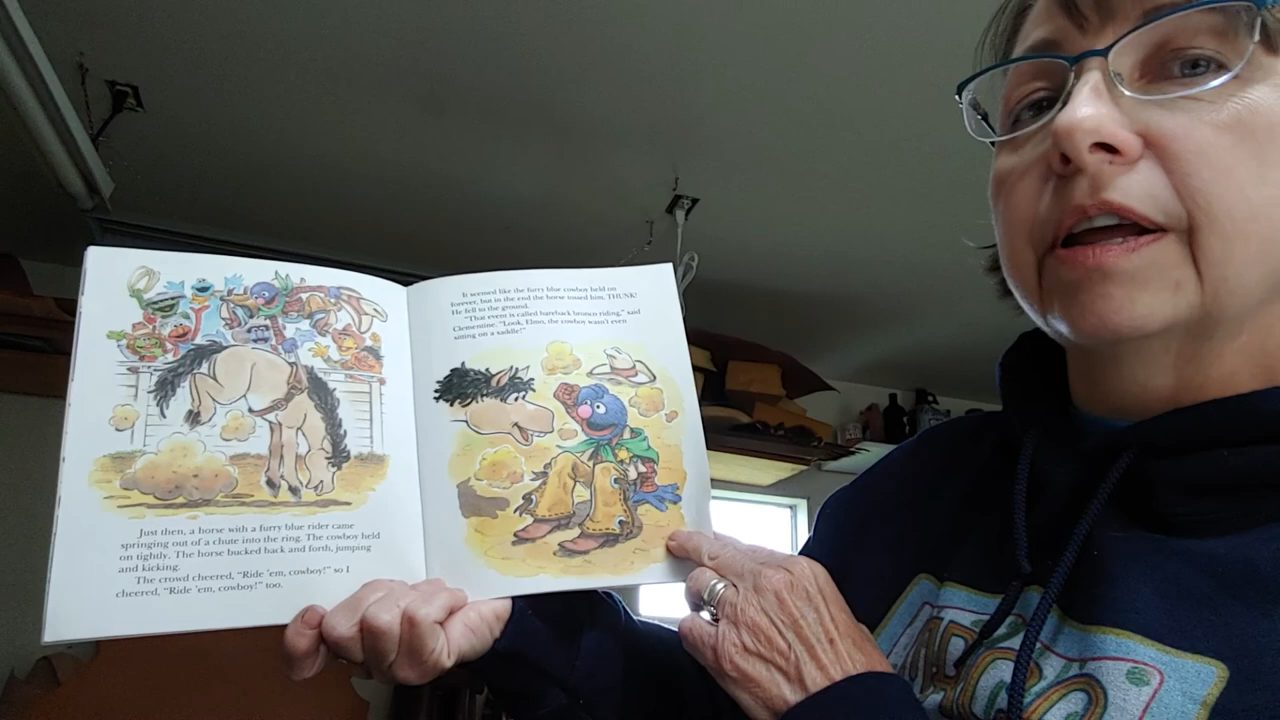 Just then, a horse with a furry blue rider came
springing out of a chute into the ring. The cowboy held
on tightly. The horse bucked back and forth, jumping
and kicking.
The crowd cheered, "Ride 'em, cowboy!" so I
cheered, "Ride 'em, cowboy!" too.
It seemed like the furry blue cowboy held on
forever, but in the end the horse tossed him, THUNK!
He fell to the ground.
"That event is called bareback bronco riding," said
Clementine. "Look, Elmo, the cowboy wasn't even
sitting on a saddle!"